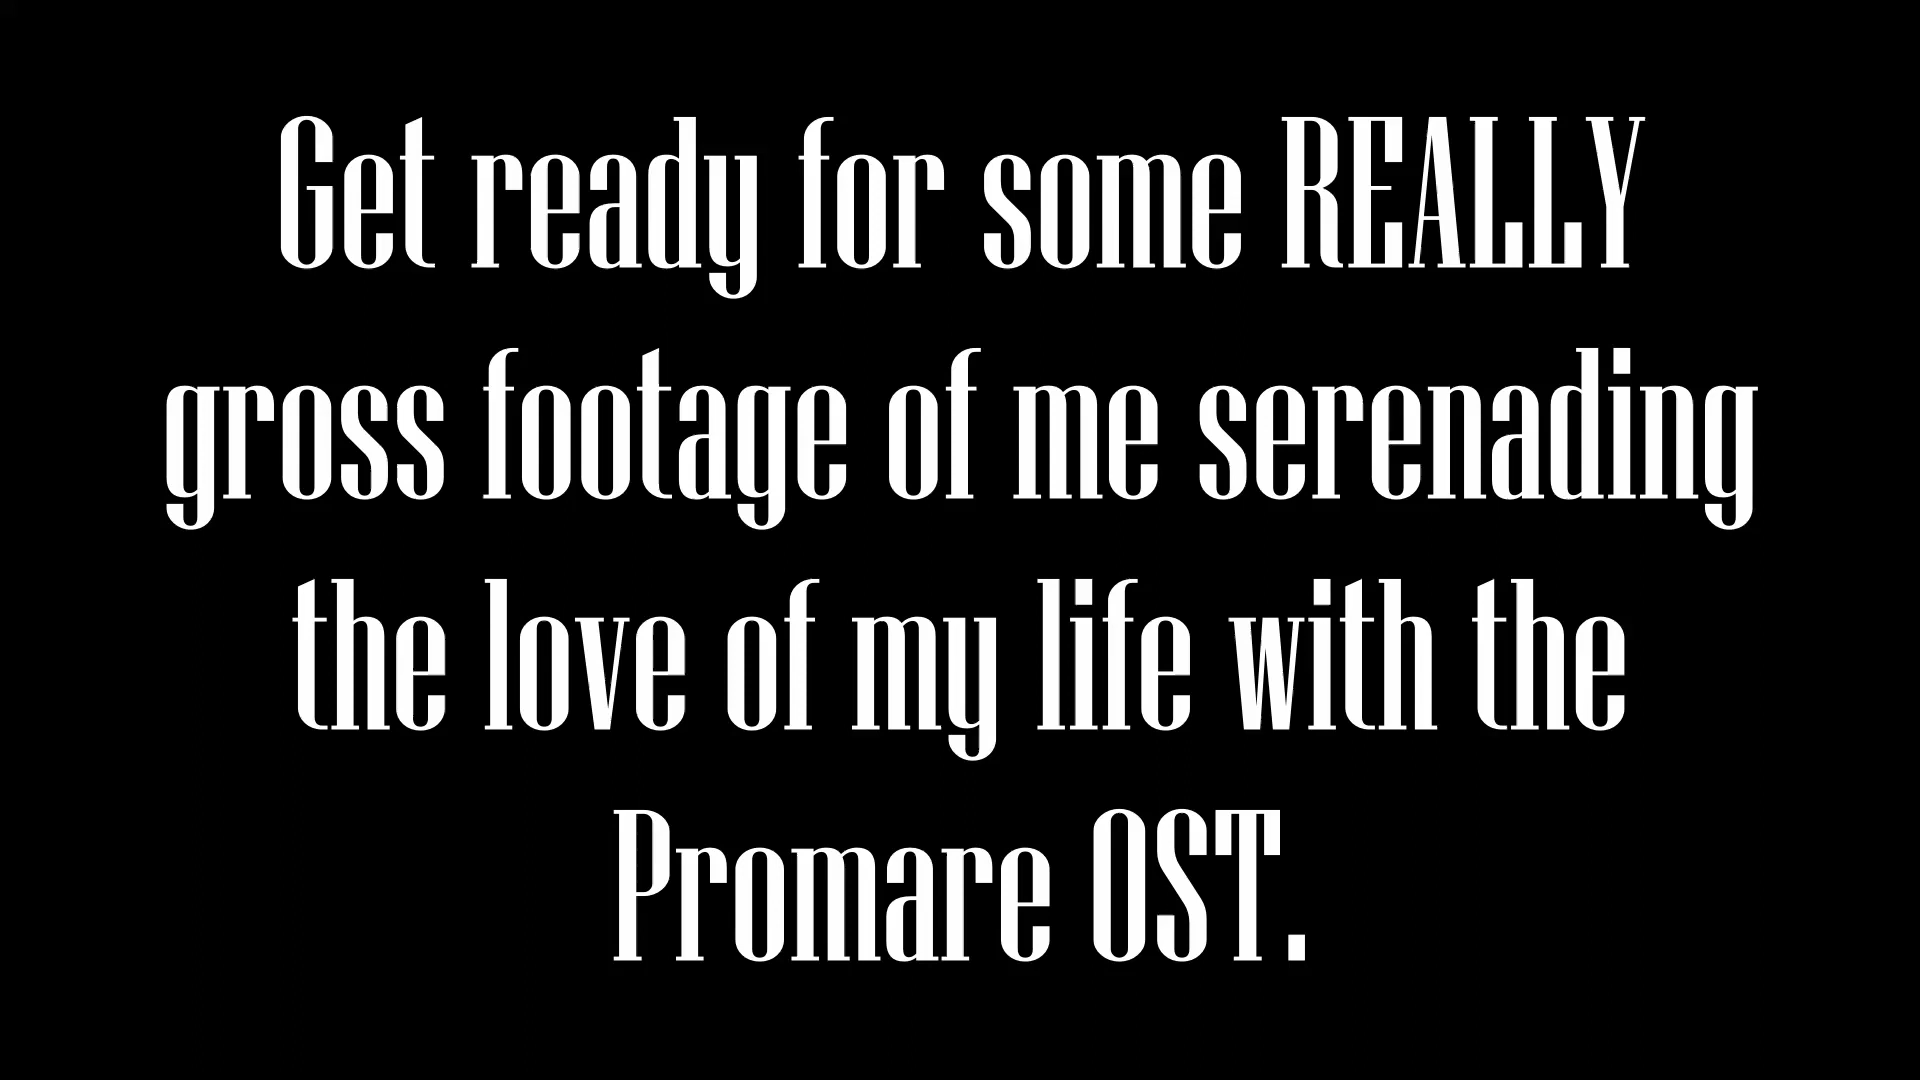 Get ready for some REALLY
gross footage of me serenading
the love of my life with the
Promare OST.